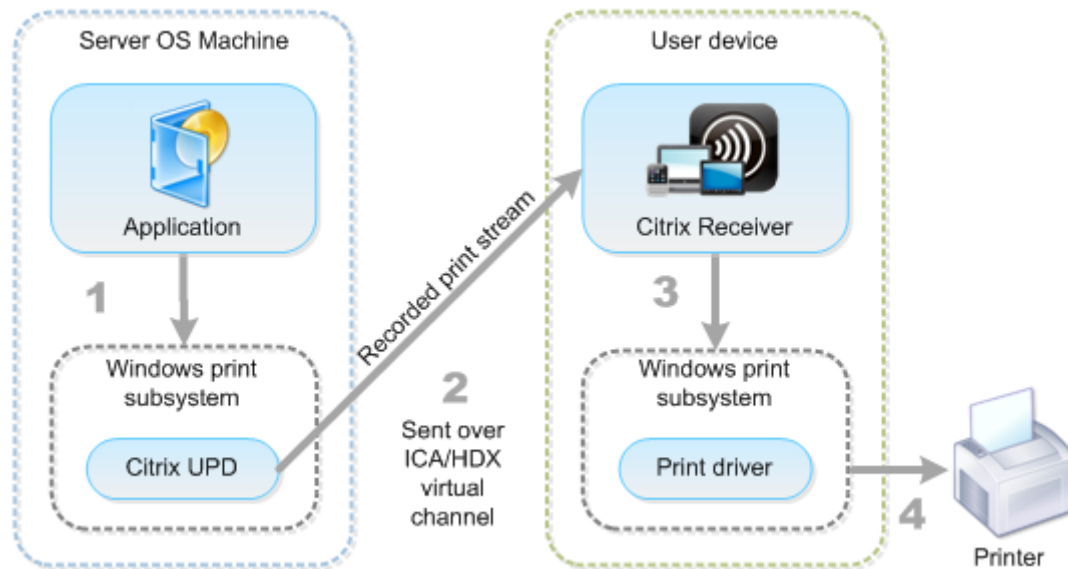 Server OS Machine
Application
1
Windows print
subsystem
Citrix UPD
Recorded print stream
2
Sent over
ICA/HDX
virtual
channel
User device
Citrix Receiver
3
Windows print
subsystem
Print driver
4
Printer